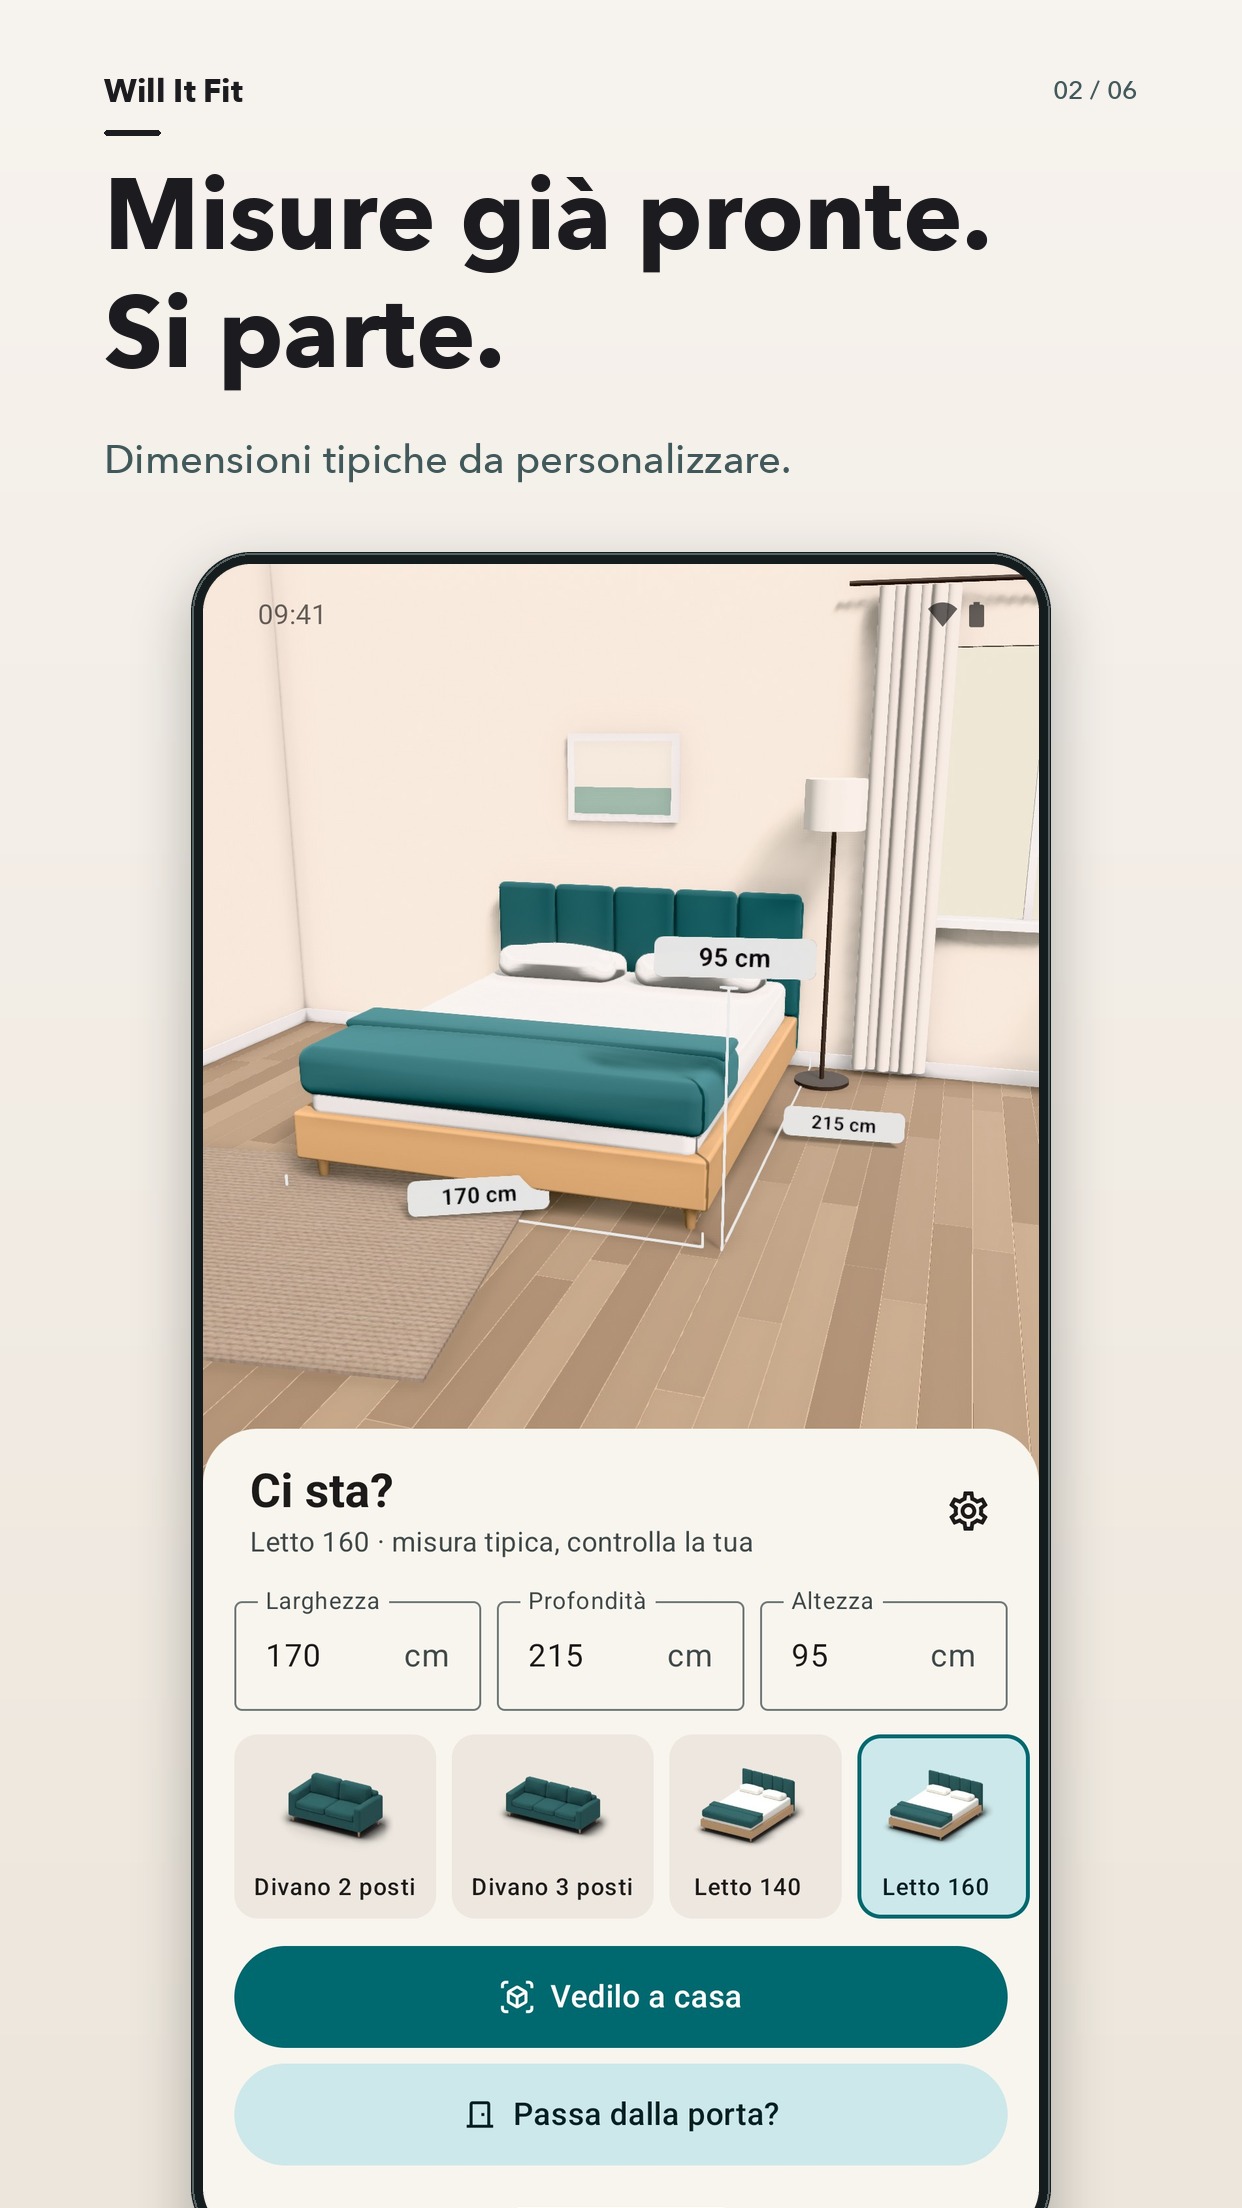 Will It Fit
02 / 06
Misure già pronte.
Si parte.
Dimensioni tipiche da personalizzare.
09:41
95 cm
215 cm
170 cm
Ci sta?
Letto 160 · misura tipica, controlla la tua
Larghezza
Profondità
Altezza
170 cm
215 cm
95 cm
Divano 2 posti
Divano 3 posti
Letto 140
Letto 160
Vedilo a casa
Passa dalla porta?